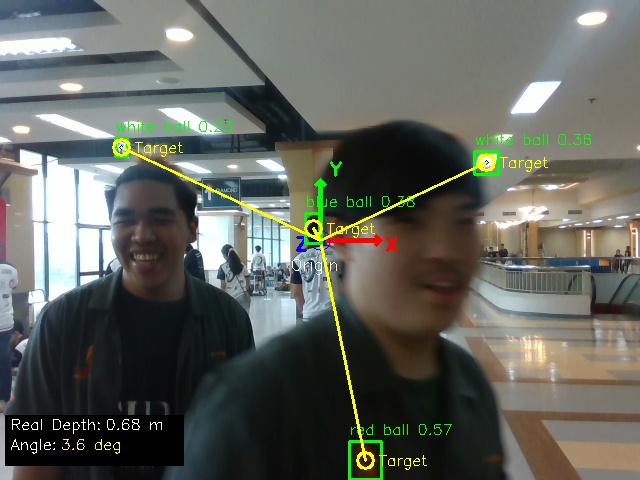 white ball 0.23
Target
white ball 0.36
Target
Y
blue ball 0.38
Target
Z
X
Origin
red ball 0.57
Target
Real Depth: 0.68 m
Angle: 3.6 deg